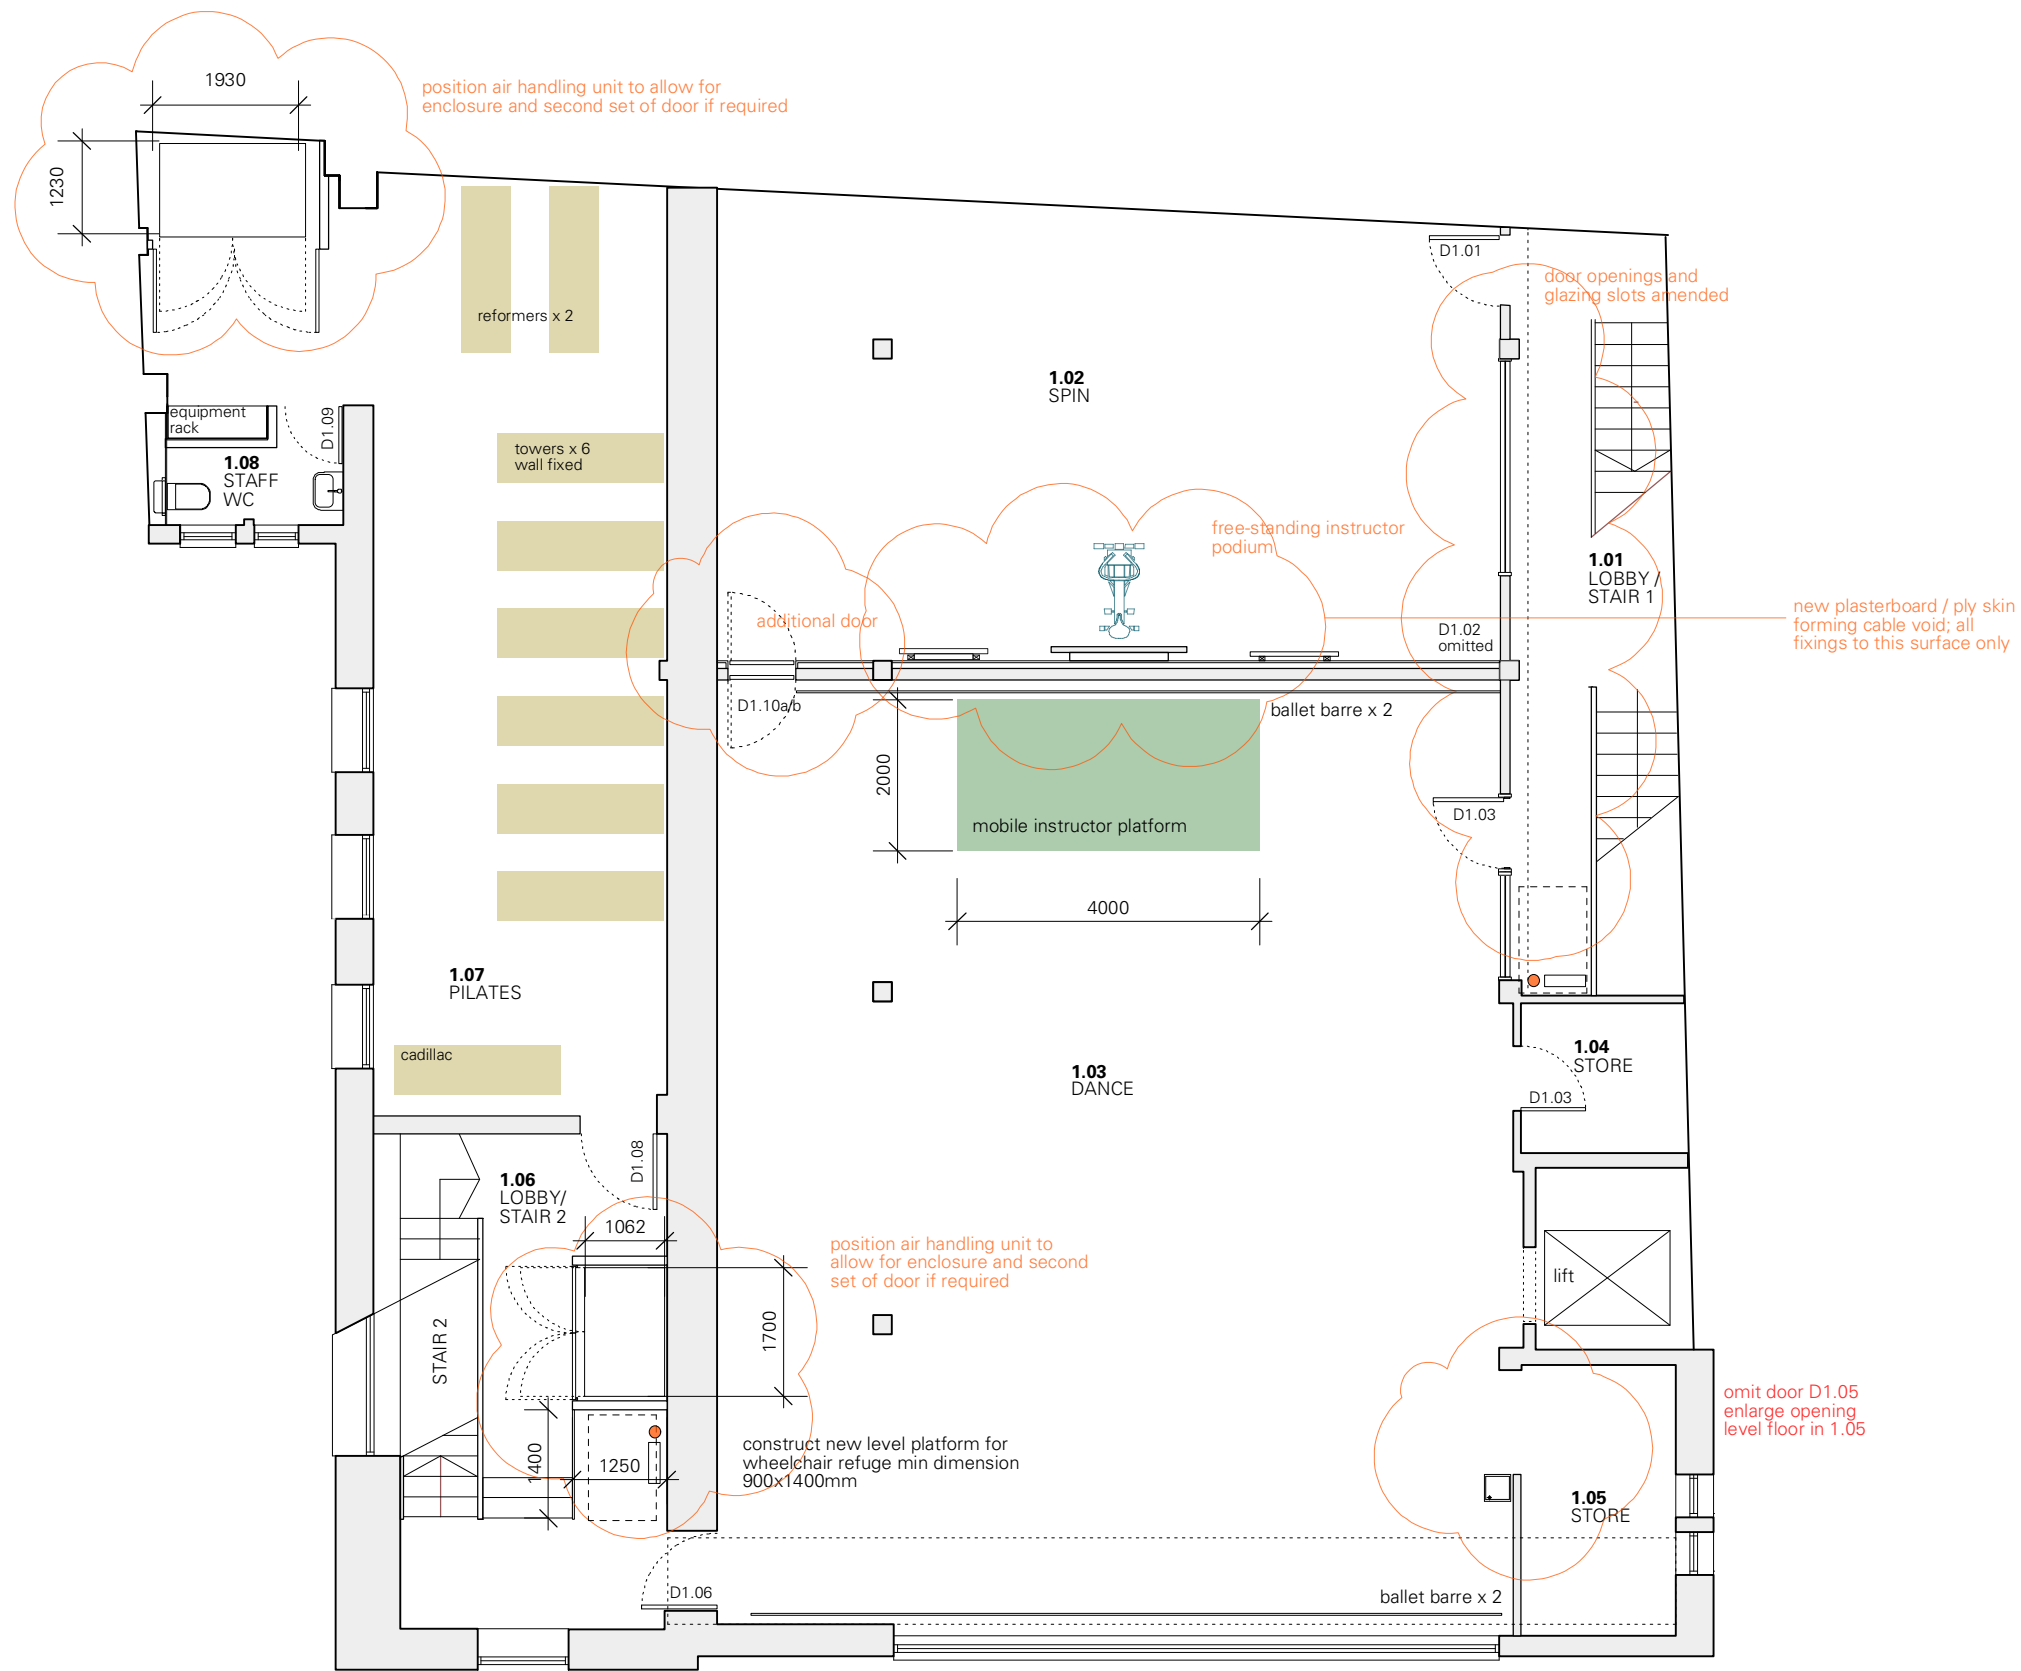 1930
position air handling unit to allow for
enclosure and second set of door if required
1230
reformers x 2
D1.01
door openings and
glazing slots amended
1.02
SPIN
equipment
rack
D1.09
1.08
STAFF
WC
towers x 6
wall fixed
free-standing instructor
podium
1.01
LOBBY /
STAIR 1
additional door
D1.02
omitted
new plasterboard / ply skin
forming cable void; all
fixings to this surface only
D1.10a/b
ballet barre x 2
2000
mobile instructor platform
D1.03
4000
1.07
PILATES
cadillac
1.03
DANCE
1.04
STORE
D1.03
D1.08
1.06
LOBBY/
STAIR 2
1062
position air handling unit to
allow for enclosure and second
set of door if required
lift
1700
STAIR 2
omit door D1.05
enlarge opening
level floor in 1.05
1400
1250
construct new level platform for
wheelchair refuge min dimension
900x1400mm
1.05
STORE
D1.06
ballet barre x 2